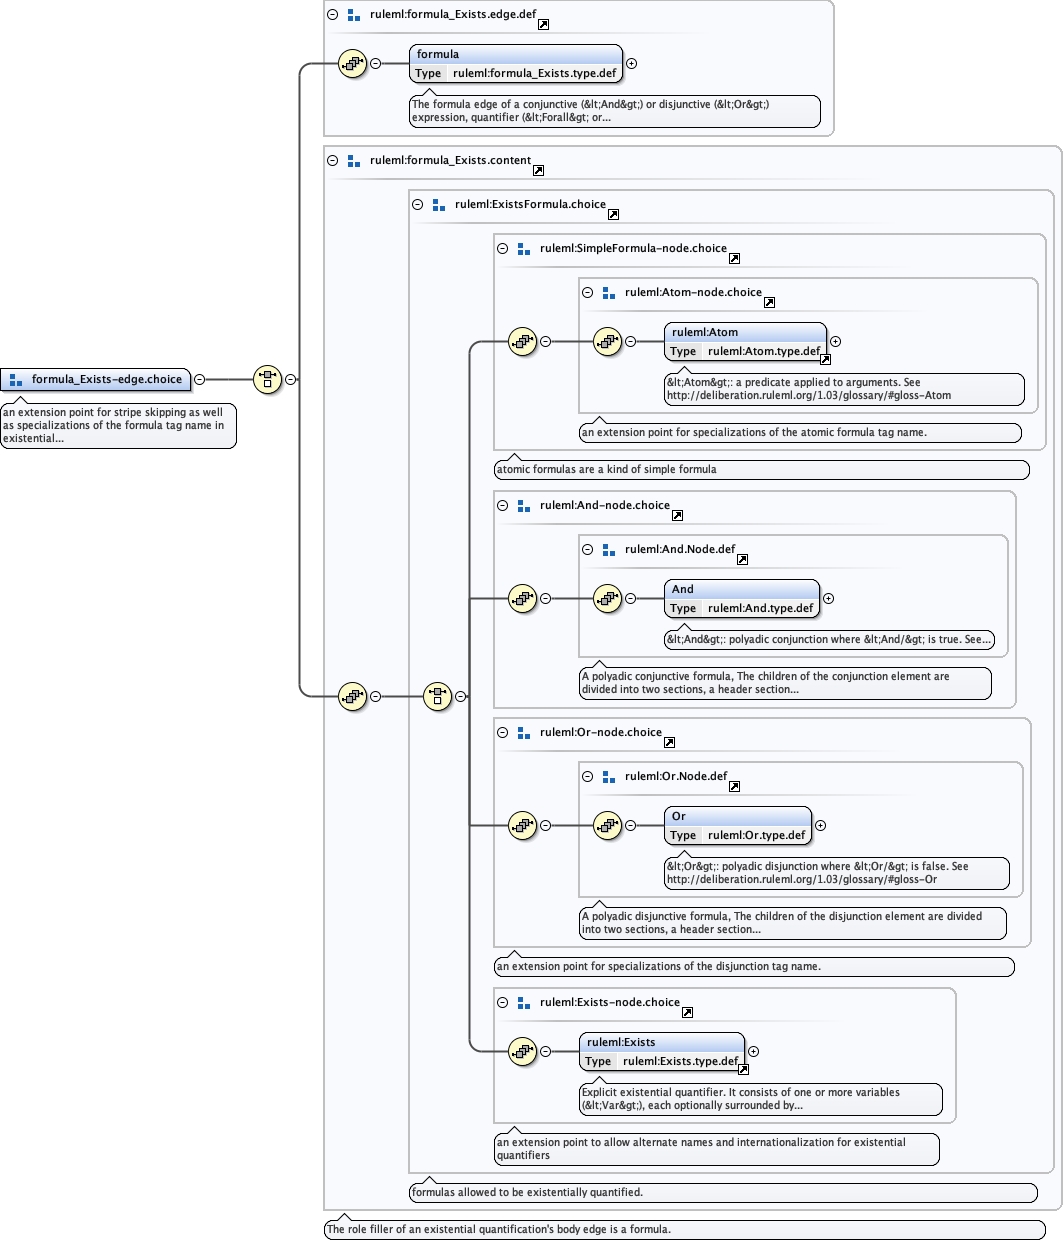 ruleml:formula_Exists.edge.def
formula
Type ruleml:formula_Exists.type.def
The formula edge of a conjunctive (&lt;And&gt;) or disjunctive (&lt;Or&gt;)
expression, quantifier (&lt;Forall&gt; or...
ruleml:formula_Exists.content
ruleml:ExistsFormula.choice
ruleml:SimpleFormula-node.choice
ruleml:Atom-node.choice
ruleml:Atom
Type ruleml:Atom.type.def
&lt;Atom&gt;: a predicate applied to arguments. See
http://deliberation.ruleml.org/1.03/glossary/#gloss-Atom
an extension point for specializations of the atomic formula tag name.
atomic formulas are a kind of simple formula
formula_Exists-edge.choice
an extension point for stripe skipping as well
as specializations of the formula tag name in
existential...
ruleml:And-node.choice
ruleml:And.Node.def
And
Type ruleml:And.type.def
&lt;And&gt;: polyadic conjunction where &lt;And/&gt; is true. See...
A polyadic conjunctive formula, The children of the conjunction element are
divided into two sections, a header section...
ruleml:Or-node.choice
ruleml:Or.Node.def
Or
Type ruleml:Or.type.def
&lt;Or&gt;: polyadic disjunction where &lt;Or/&gt; is false. See
http://deliberation.ruleml.org/1.03/glossary/#gloss-Or
A polyadic disjunctive formula, The children of the disjunction element are divided
into two sections, a header section...
an extension point for specializations of the disjunction tag name.
ruleml:Exists-node.choice
ruleml:Exists
Type ruleml:Exists.type.def
Explicit existential quantifier. It consists of one or more variables
(&lt;Var&gt;), each optionally surrounded by...
an extension point to allow alternate names and internationalization for existential
quantifiers
formulas allowed to be existentially quantified.
The role filler of an existential quantification's body edge is a formula.